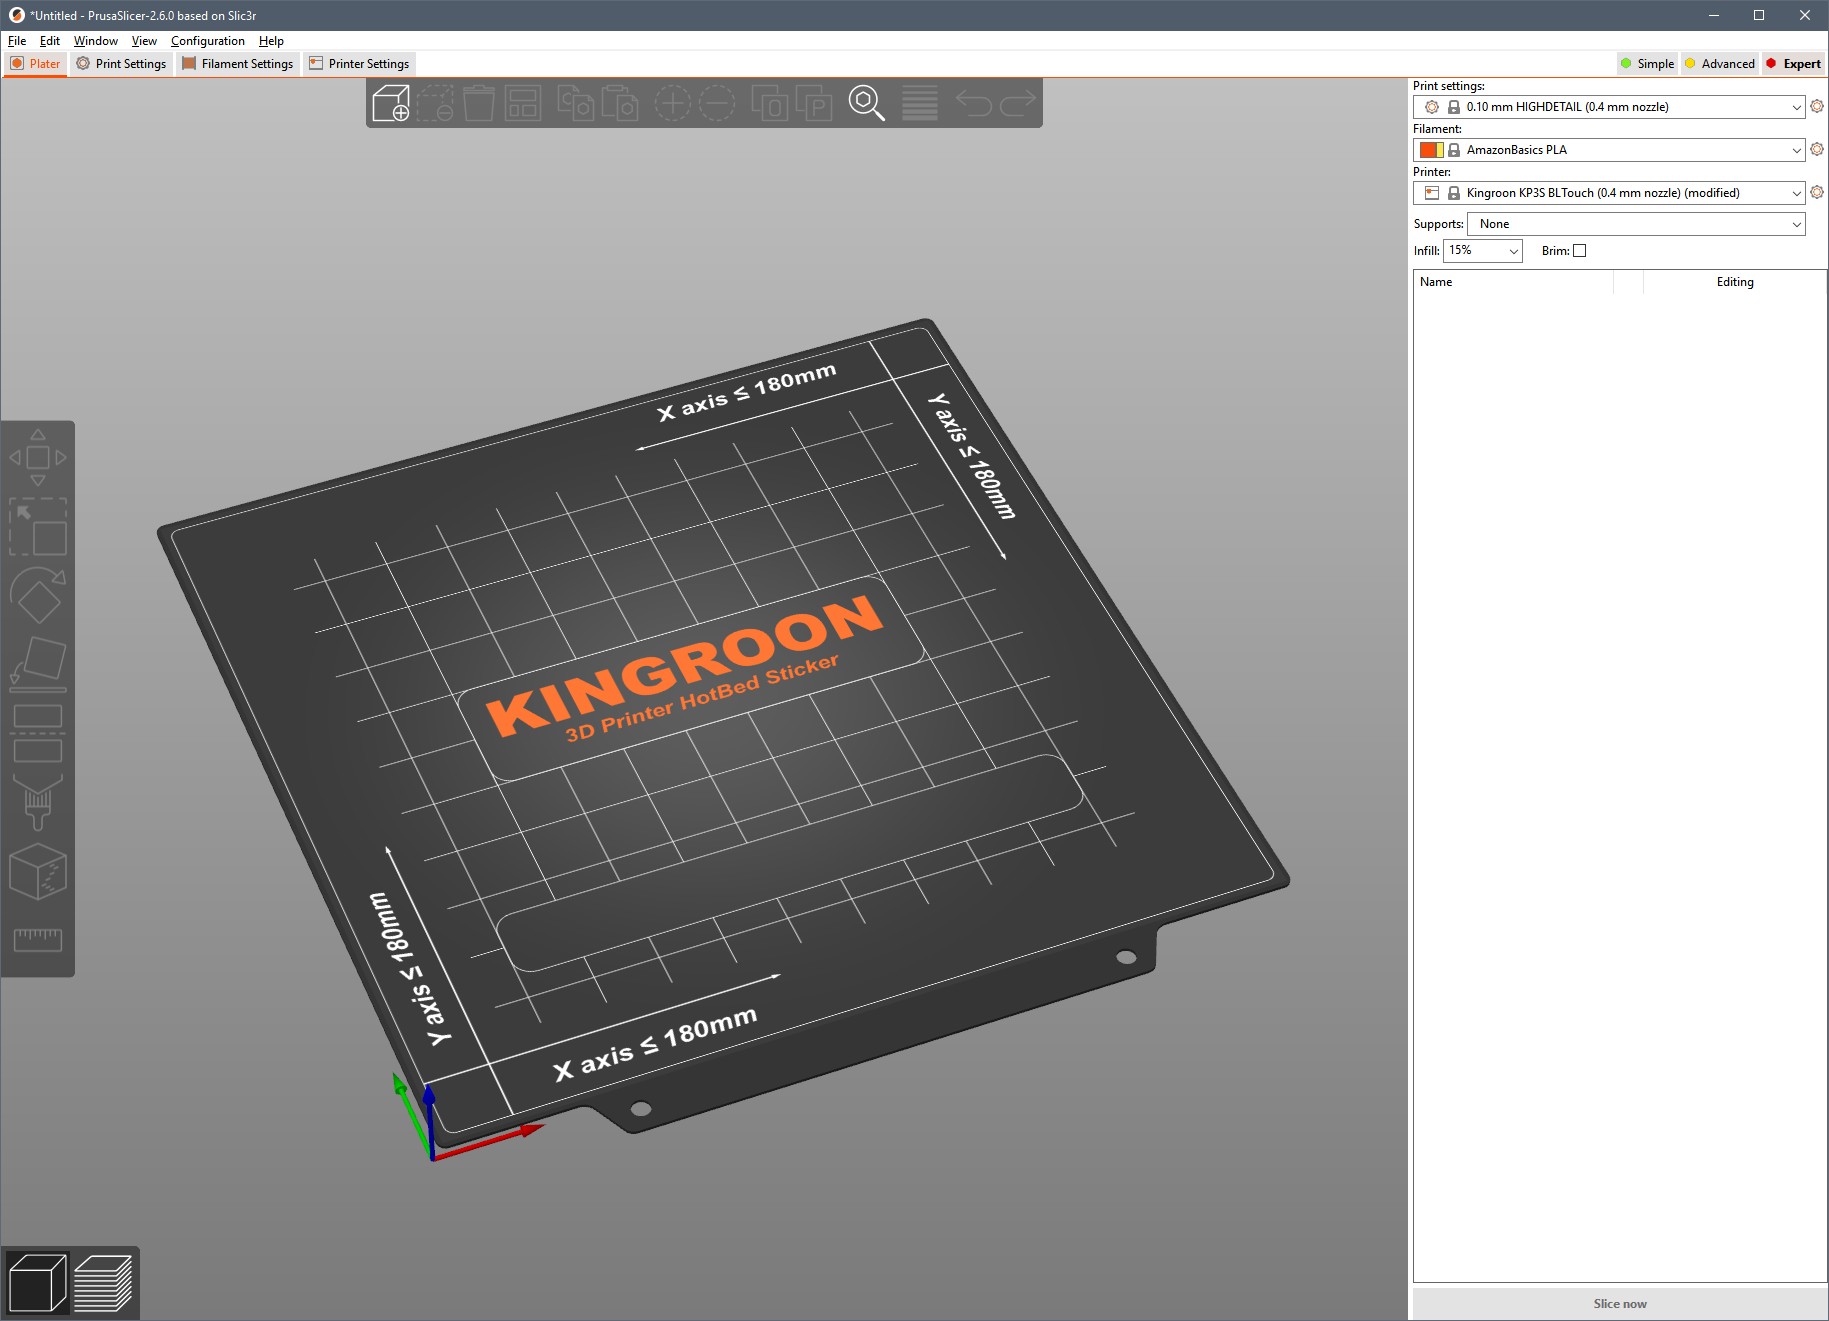 *Untitled - PrusaSlicer-2.6.0 based on Slic3r
File Edit Window View Configuration Help
Plater Print Settings Filament Settings Printer Settings Simple Advanced Expert
Print settings:
0.10 mm HIGHDETAIL (0.4 mm nozzle)
Filament:
AmazonBasics PLA
Printer:
Kingroon KP3S BLTouch (0.4 mm nozzle) (modified)
Supports: None
Infill: 15% Brim:
Name Editing
X axis ≤ 180mm
Y axis ≤ 180mm
KINGROON
3D Printer HotBed Sticker
Y axis ≤ 180mm
X axis ≤ 180mm
Slice now